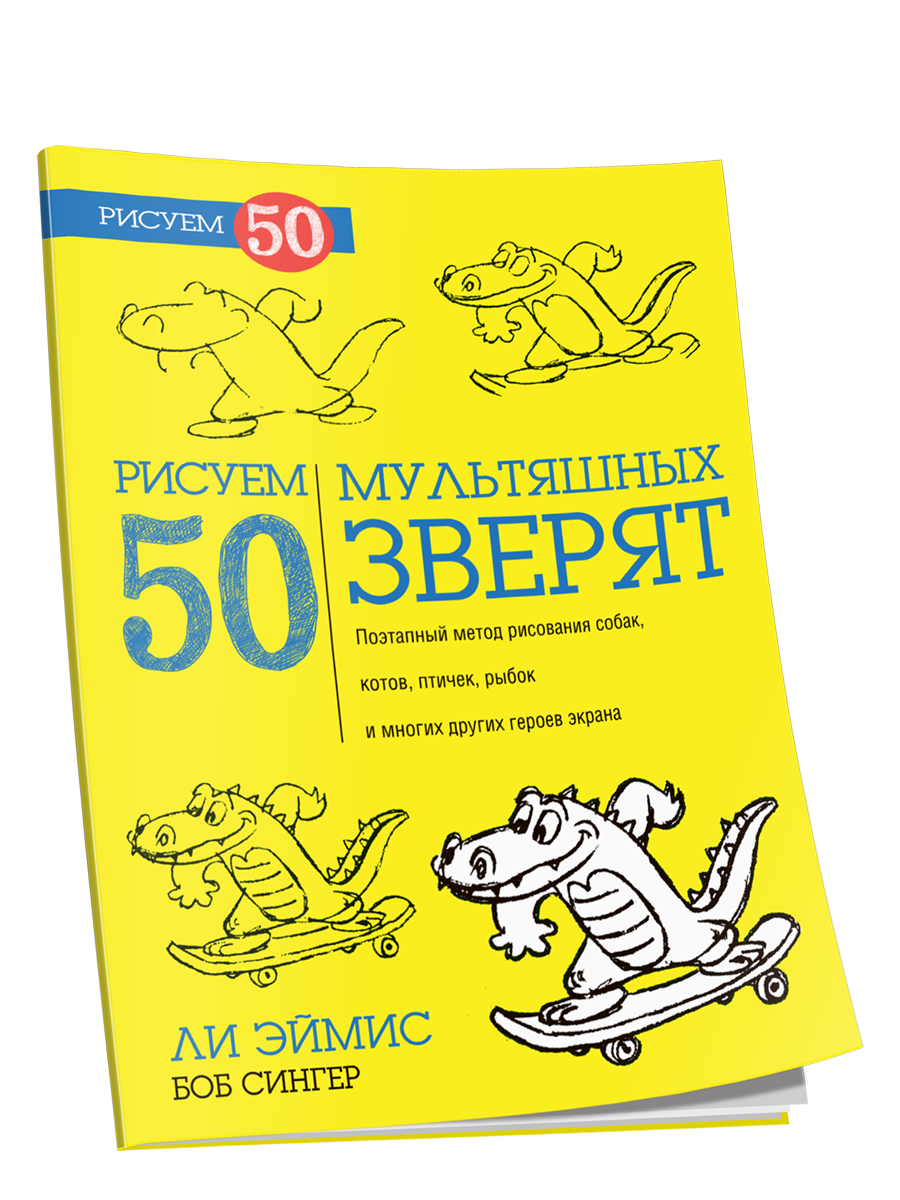 РИСУЕМ 50
РИСУЕМ
50
МУЛЬТЯШНЫХ
ЗВЕРЯТ
Поэтапный метод рисования собак,
котов, птичек, рыбок
и многих других героев экрана
ЛИ ЭЙМИС
БОБ СИНГЕР